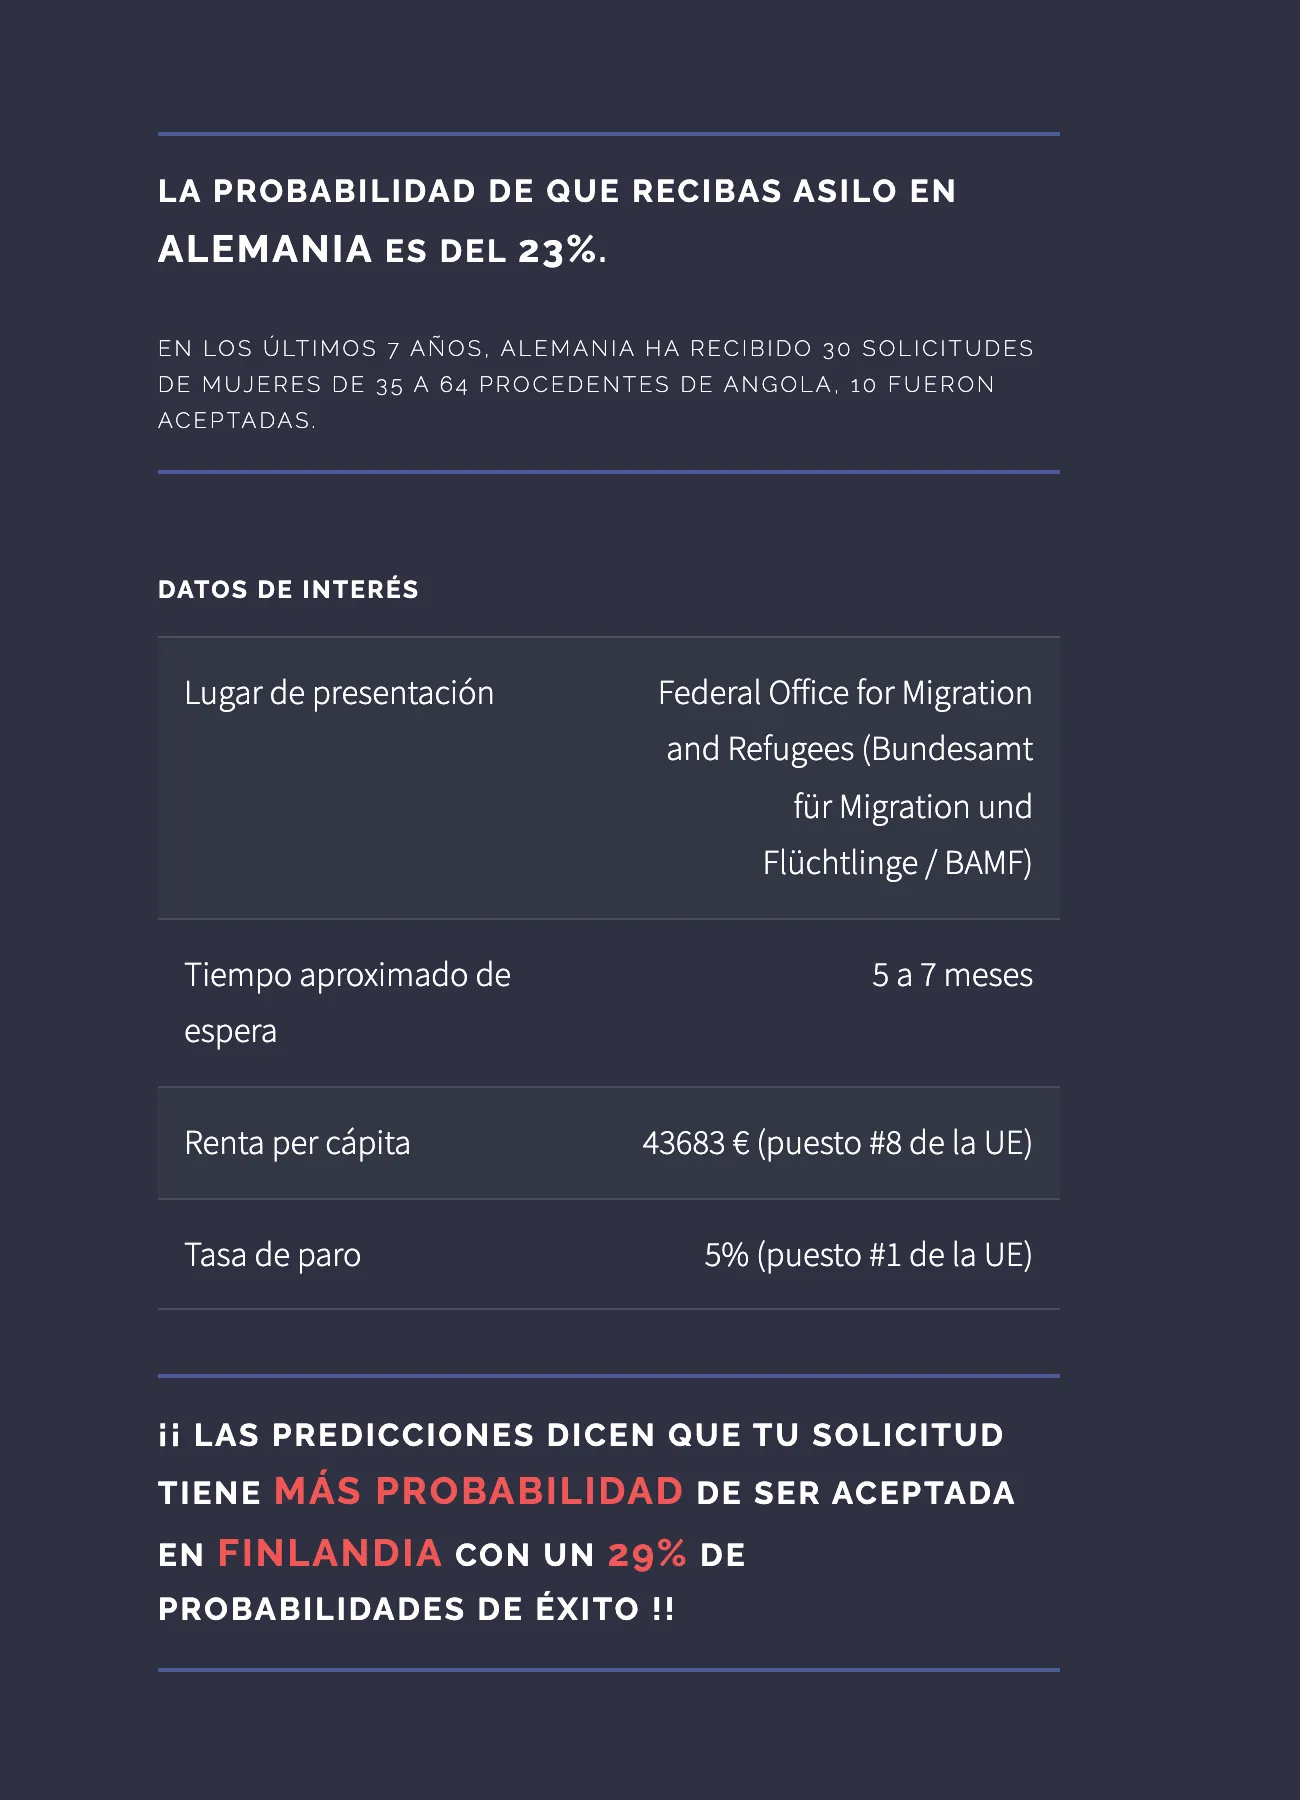 LA PROBABILIDAD DE QUE RECIBAS ASILO EN
ALEMANIA ES DEL 23%.
EN LOS ÚLTIMOS 7 AÑOS, ALEMANIA HA RECIBIDO 30 SOLICITUDES
DE MUJERES DE 35 A 64 PROCEDENTES DE ANGOLA, 10 FUERON
ACEPTADAS.
DATOS DE INTERÉS
Lugar de presentación
Federal Office for Migration
and Refugees (Bundesamt
für Migration und
Flüchtlinge / BAMF)
Tiempo aproximado de
espera
5 a 7 meses
Renta per cápita
43683 € (puesto #8 de la UE)
Tasa de paro
5% (puesto #1 de la UE)
¡¡ LAS PREDICCIONES DICEN QUE TU SOLICITUD
TIENE MÁS PROBABILIDAD DE SER ACEPTADA
EN FINLANDIA CON UN 29% DE
PROBABILIDADES DE ÉXITO !!